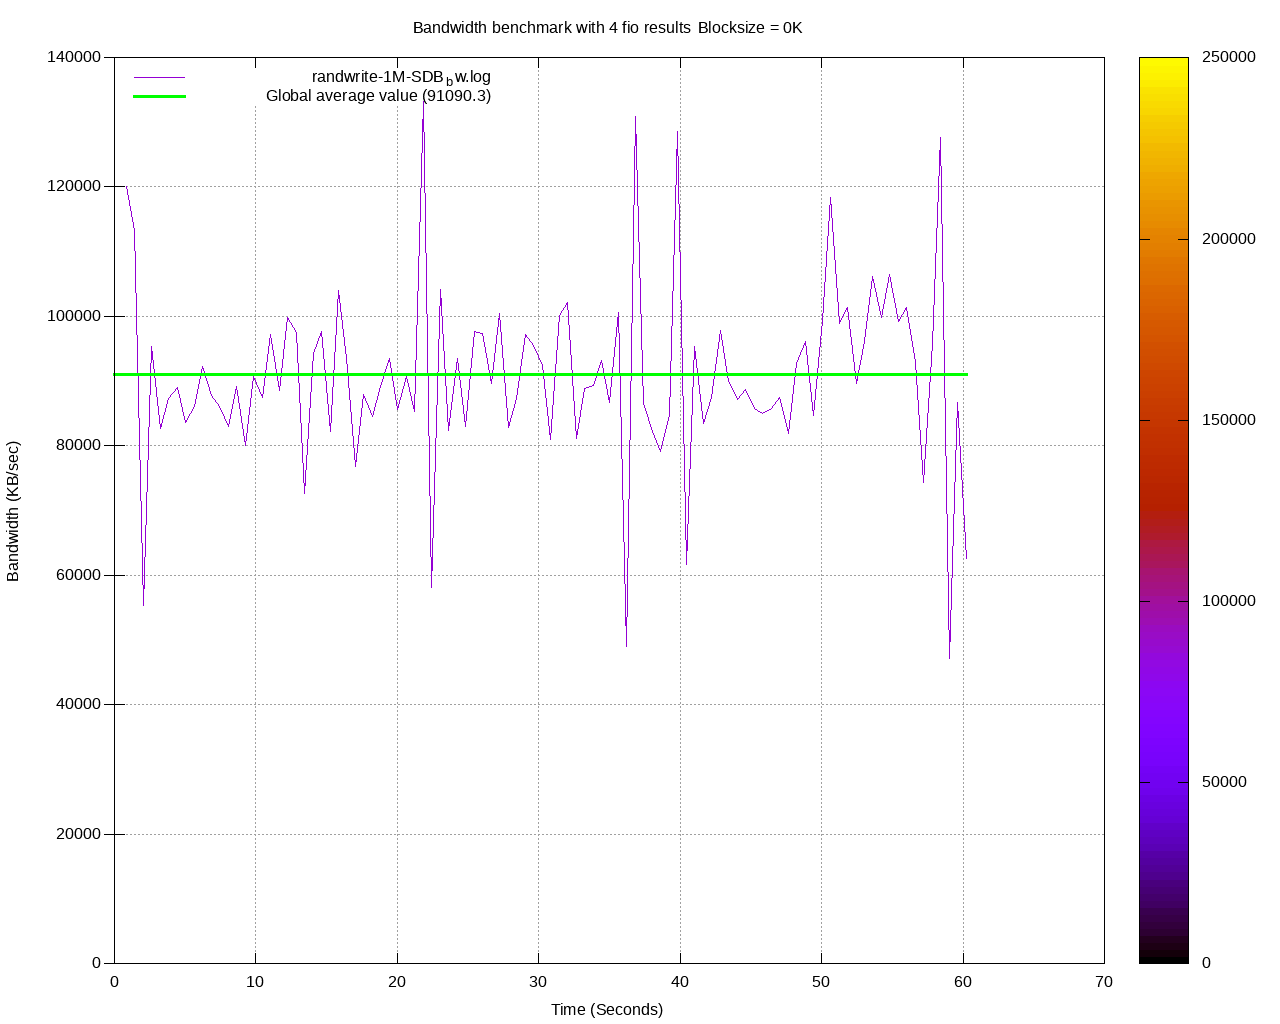 Bandwidth benchmark with 4 fio results Blocksize = 0K
randwrite-1M-SDB_bw.log
Global average value (91090.3)
Bandwidth (KB/sec)
140000
120000
100000
80000
60000
40000
20000
0
0 10 20 30 40 50 60 70
Time (Seconds)
250000
200000
150000
100000
50000
0